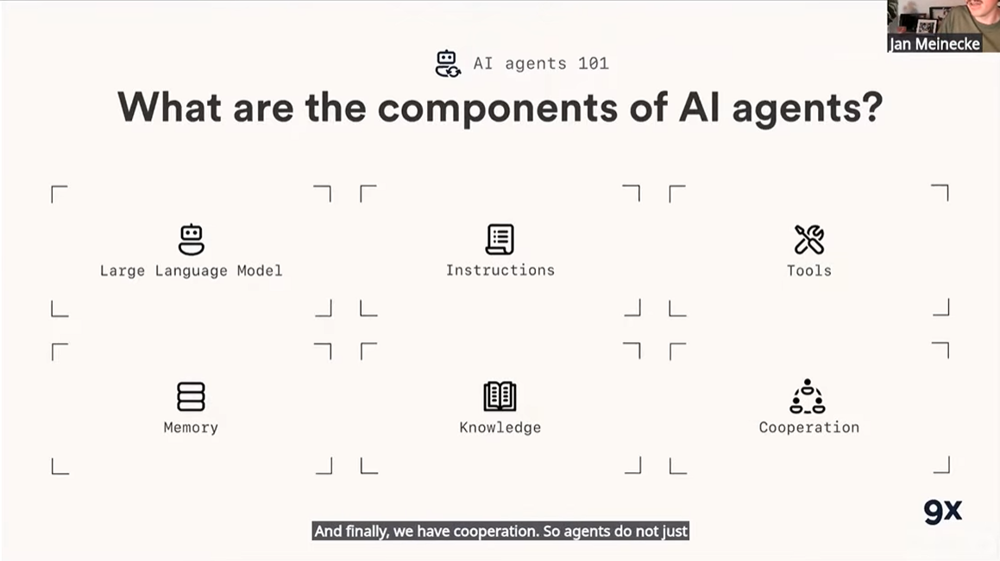 Jan Meinecke
AI agents 101
What are the components of AI agents?
Large Language Model
Instructions
Tools
Memory
Knowledge
Cooperation
9x
And finally, we have cooperation. So agents do not just